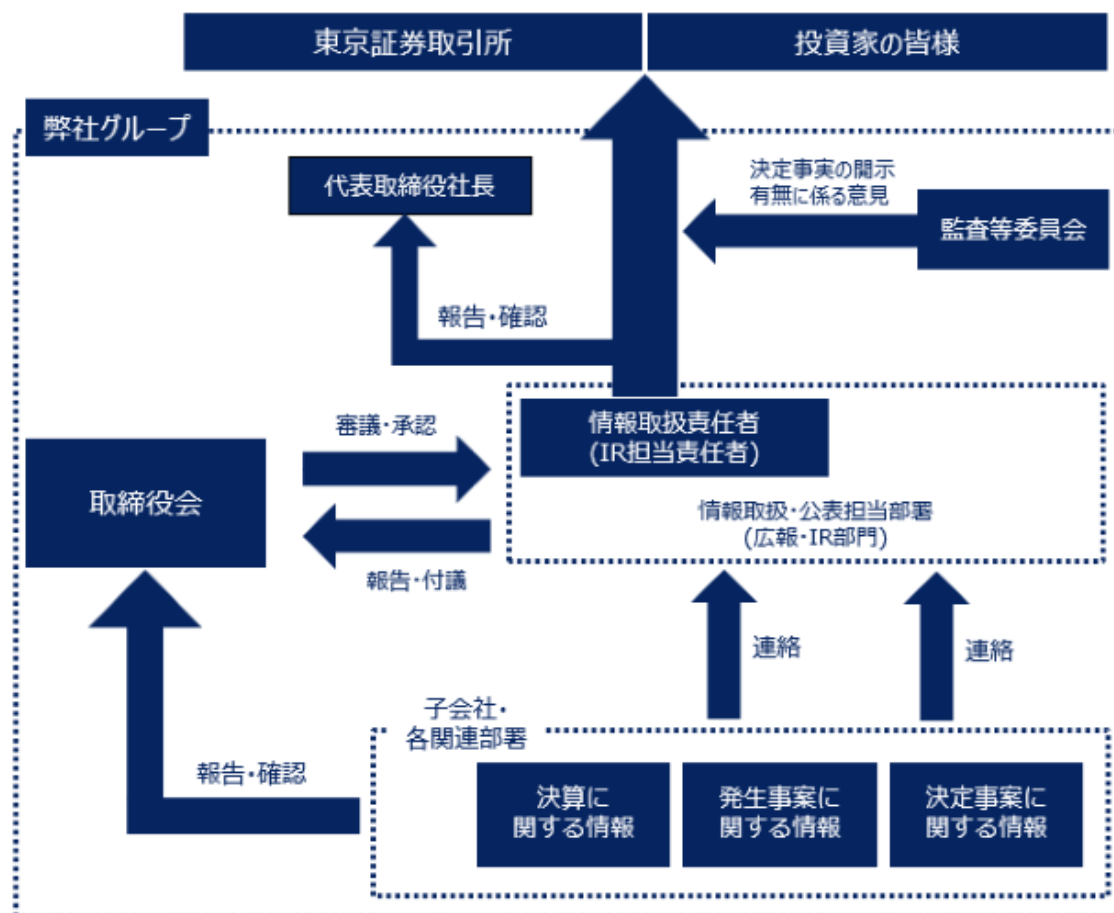 東京証券取引所
投資家の皆様
弊社グループ
代表取締役社長
決定事実の開示
有無に係る意見
監査等委員会
報告・確認
審議・承認
情報取扱責任者
(IR担当責任者)
取締役会
情報取扱・公表担当部署
(広報・IR部門)
報告・付議
連絡
連絡
子会社・
各関連部署
報告・確認
決算に
関する情報
発生事案に
関する情報
決定事案に
関する情報